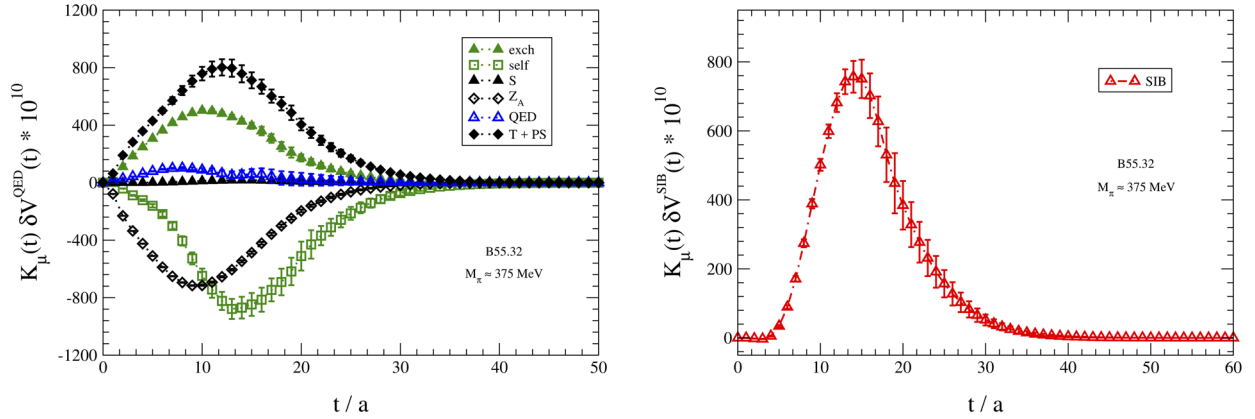 K_μ(t) δV^QED(t) * 10^10
1200
800
400
0
-400
-800
-1200
0 10 20 30 40 50
t / a
exch
self
S
Z_A
QED
T + PS
B55.32
M_π ≈ 375 MeV
K_μ(t) δV^SIB(t) * 10^10
800
600
400
200
0
0 10 20 30 40 50 60
t / a
SIB
B55.32
M_π ≈ 375 MeV